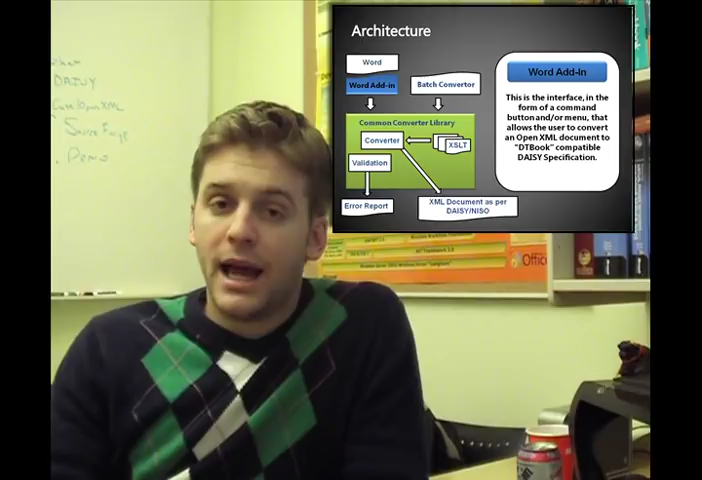 Architecture
Word
Word Add-in
Batch Convertor
Common Converter Library
Converter
XSLT
Validation
Error Report
XML Document as per
DAISY/NISO
Word Add-In
This is the interface, in the
form of a command
button and/or menu, that
allows the user to convert
an Open XML document to
"DTBook" compatible
DAISY Specification.
DAISY
Source Forge
Demo
Office